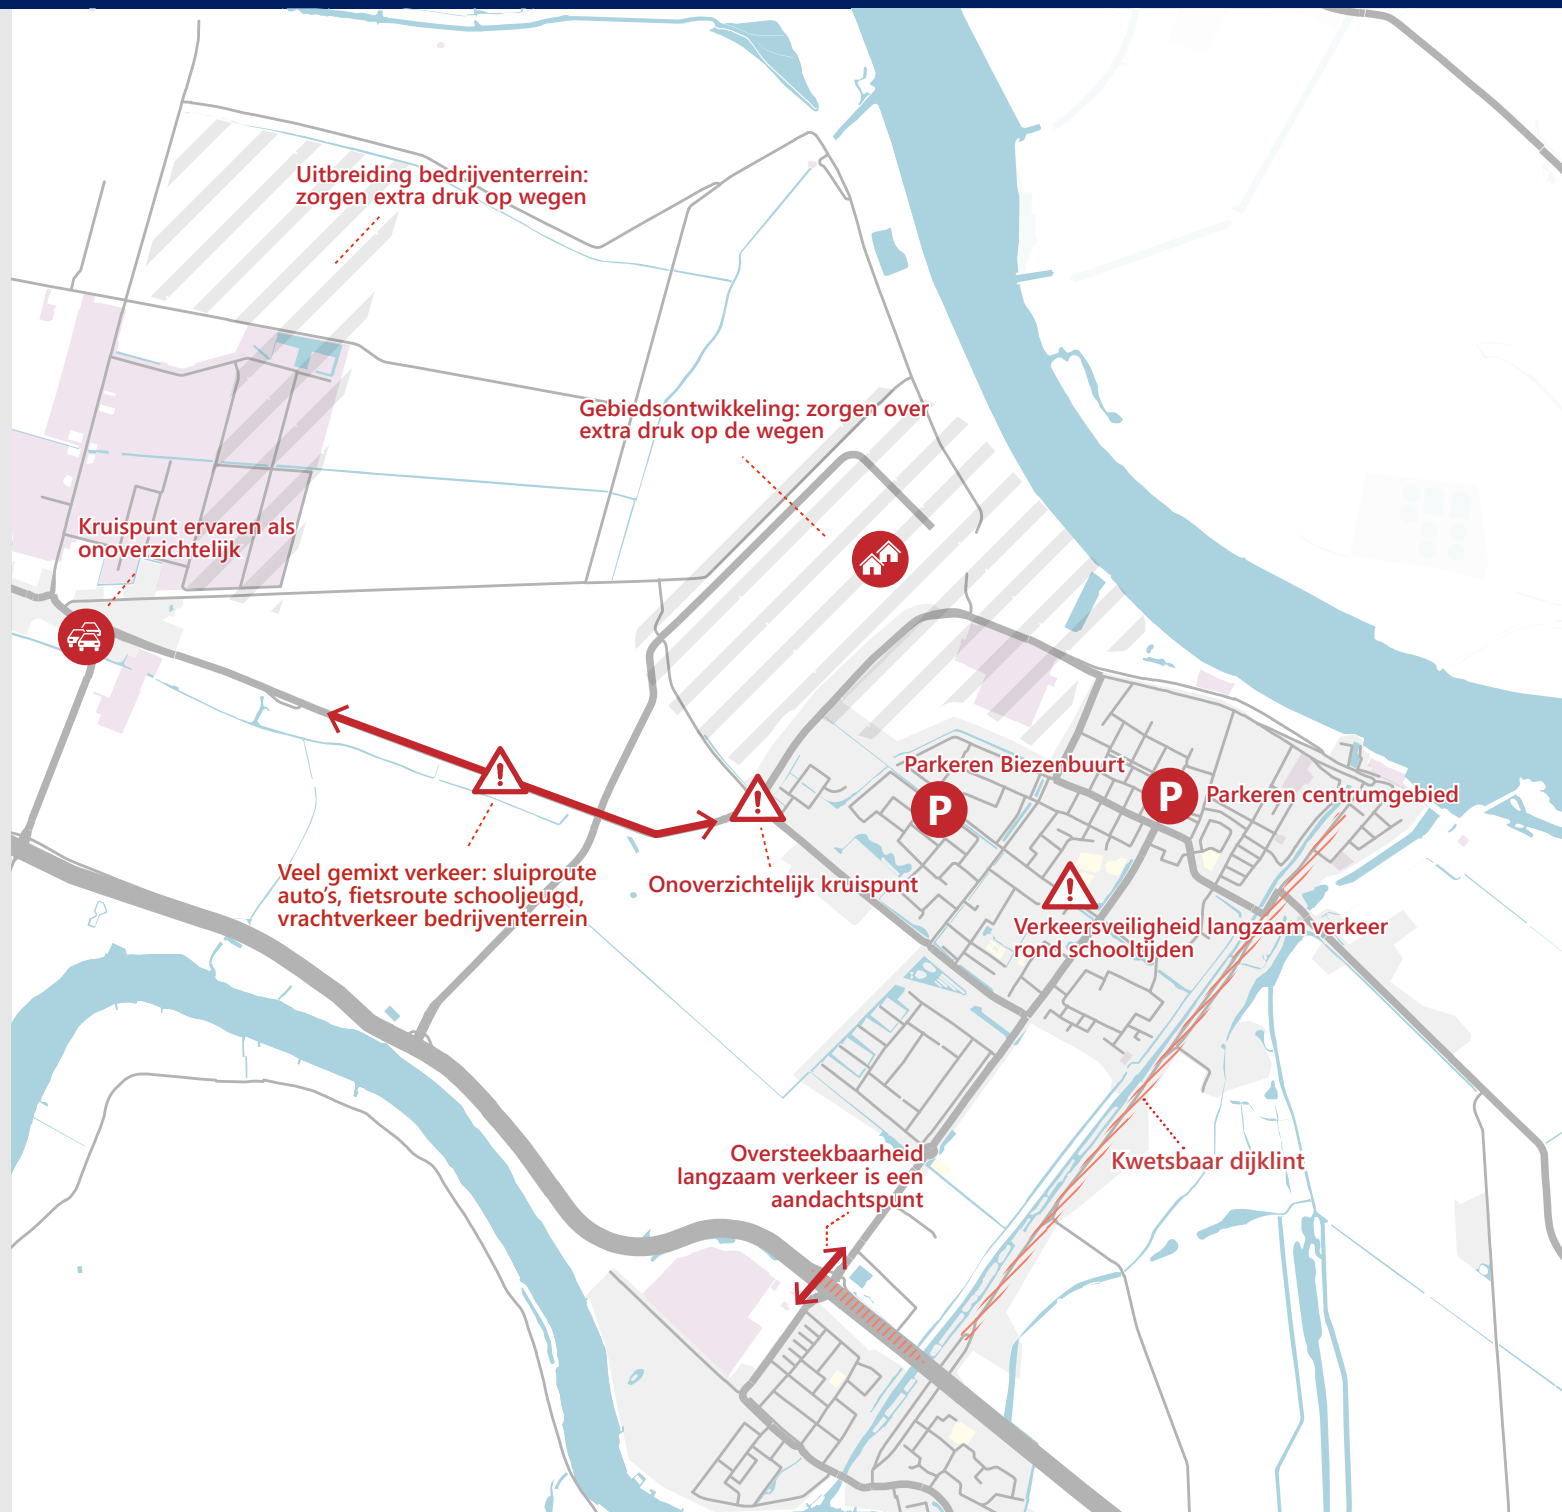 Uitbreiding bedrijventerrein:
zorgen extra druk op wegen
Gebiedsontwikkeling: zorgen over
extra druk op de wegen
Kruispunt ervaren als
onoverzichtelijk
Parkeren Biezenbuurt
P
P
Parkeren centrumgebied
Veel gemixt verkeer: sluiproute
auto's, fietsroute schooljeugd,
vrachtverkeer bedrijventerrein
Onoverzichtelijk kruispunt
Verkeersveiligheid langzaam verkeer
rond schooltijden
Oversteekbaarheid
langzaam verkeer is een
aandachtspunt
Kwetsbaar dijklint